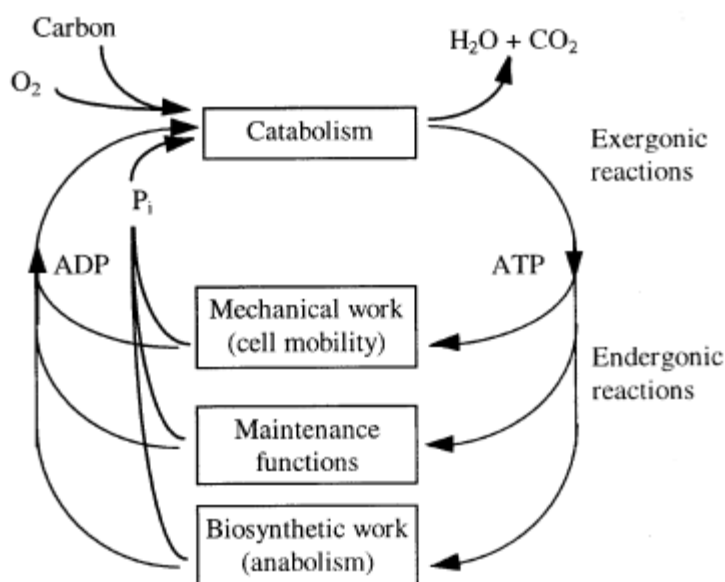 Carbon
H₂O + CO₂
O₂
Catabolism
Exergonic
reactions
Pᵢ
ADP
ATP
Mechanical work
(cell mobility)
Endergonic
reactions
Maintenance
functions
Biosynthetic work
(anabolism)